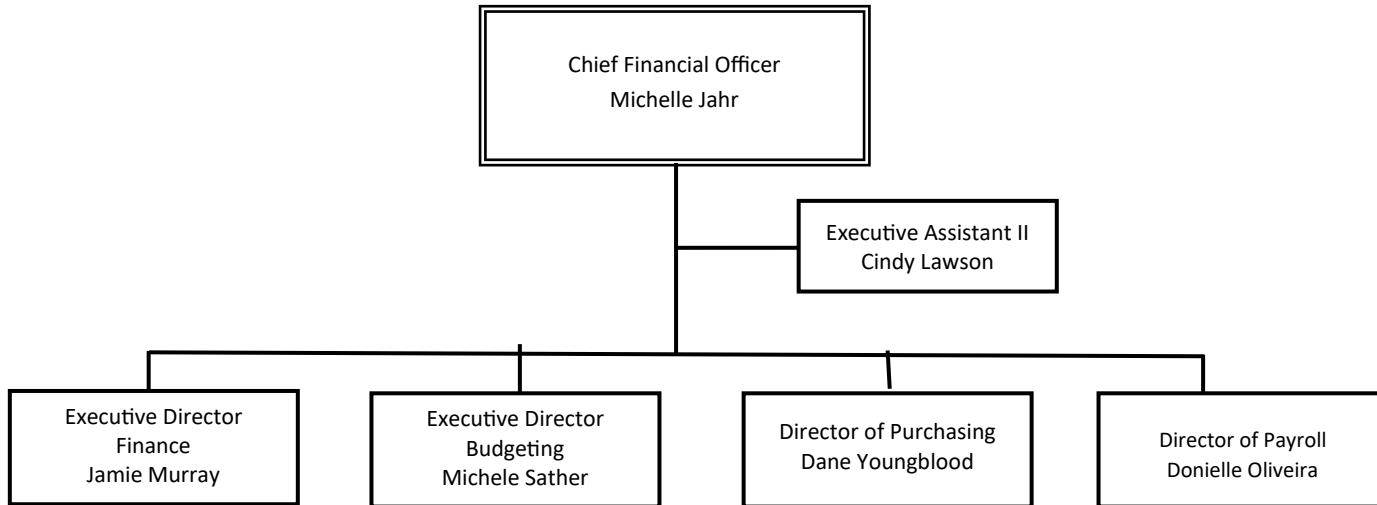 Chief Financial Officer
Michelle Jahr
Executive Assistant II
Cindy Lawson
Executive Director
Finance
Jamie Murray
Executive Director
Budgeting
Michele Sather
Director of Purchasing
Dane Youngblood
Director of Payroll
Donielle Oliveira